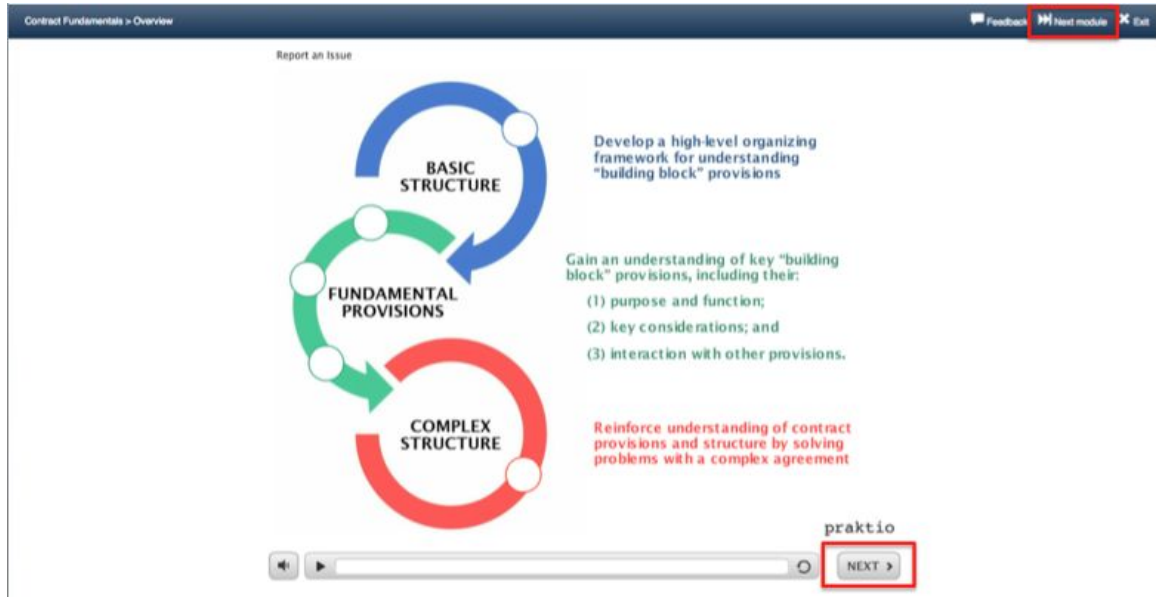 Contract Fundamentals > Overview
Feedback Next module Exit
Report an Issue
BASIC
STRUCTURE
Develop a high-level organizing
framework for understanding
"building block" provisions
FUNDAMENTAL
PROVISIONS
Gain an understanding of key "building
block" provisions, including their:
(1) purpose and function;
(2) key considerations; and
(3) interaction with other provisions.
COMPLEX
STRUCTURE
Reinforce understanding of contract
provisions and structure by solving
problems with a complex agreement
praktio
NEXT >